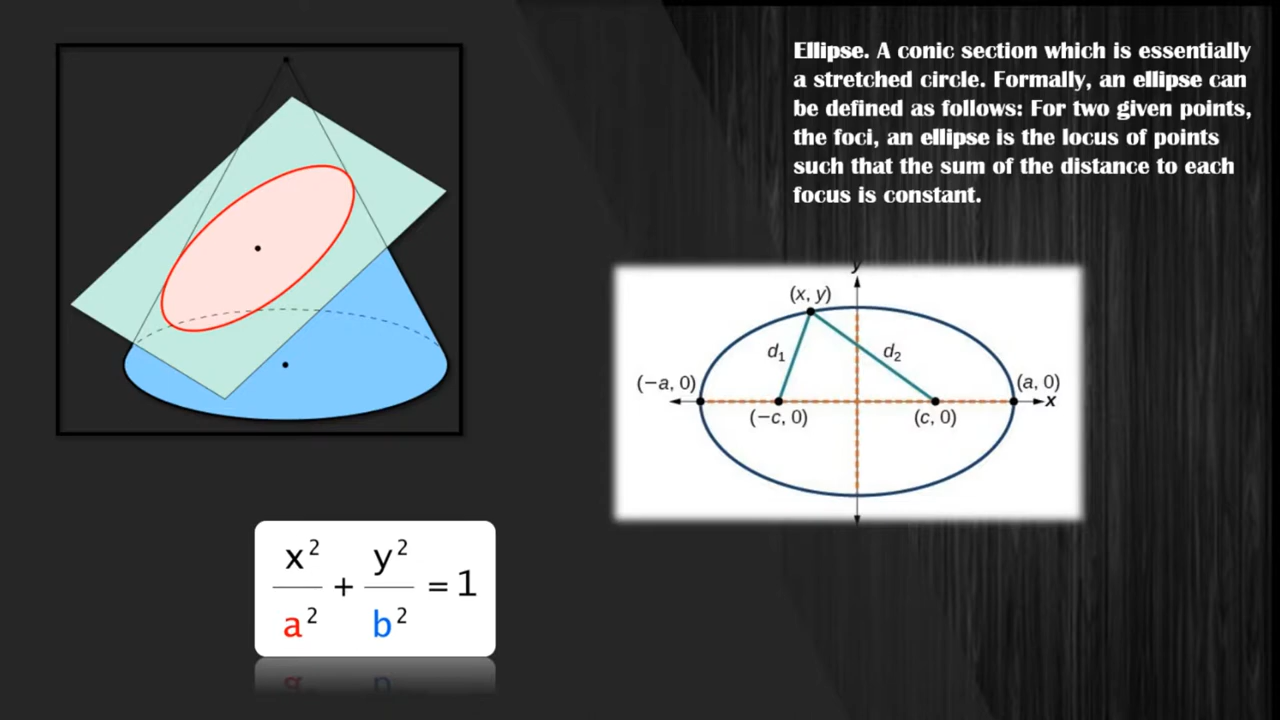 Ellipse. A conic section which is essentially
a stretched circle. Formally, an ellipse can
be defined as follows: For two given points,
the foci, an ellipse is the locus of points
such that the sum of the distance to each
focus is constant.
y
(x, y)
d₁
d₂
(−a, 0)
(a, 0)
x
(−c, 0)
(c, 0)
x²/a² + y²/b² = 1